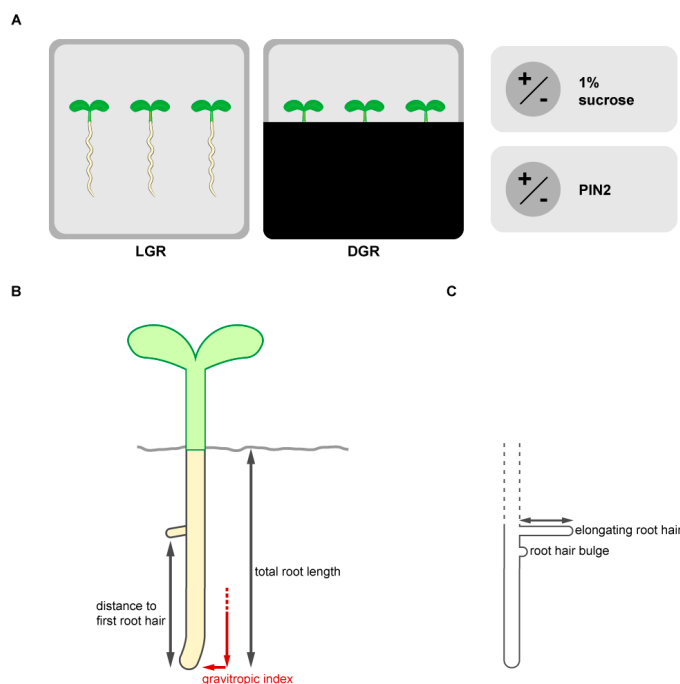 A
+/-
1%
sucrose
+/-
PIN2
LGR
DGR
B
C
total root length
distance to
first root hair
gravitropic index
elongating root hair
root hair bulge